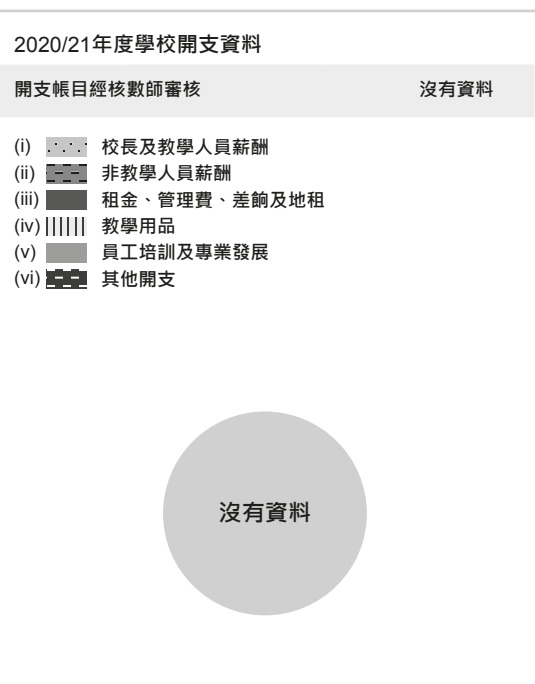 2020/21年度學校開支資料
開支帳目經核數師審核 沒有資料
(i) 校長及教學人員薪酬
(ii) 非教學人員薪酬
(iii) 租金、管理費、差餉及地租
(iv) 教學用品
(v) 員工培訓及專業發展
(vi) 其他開支
沒有資料